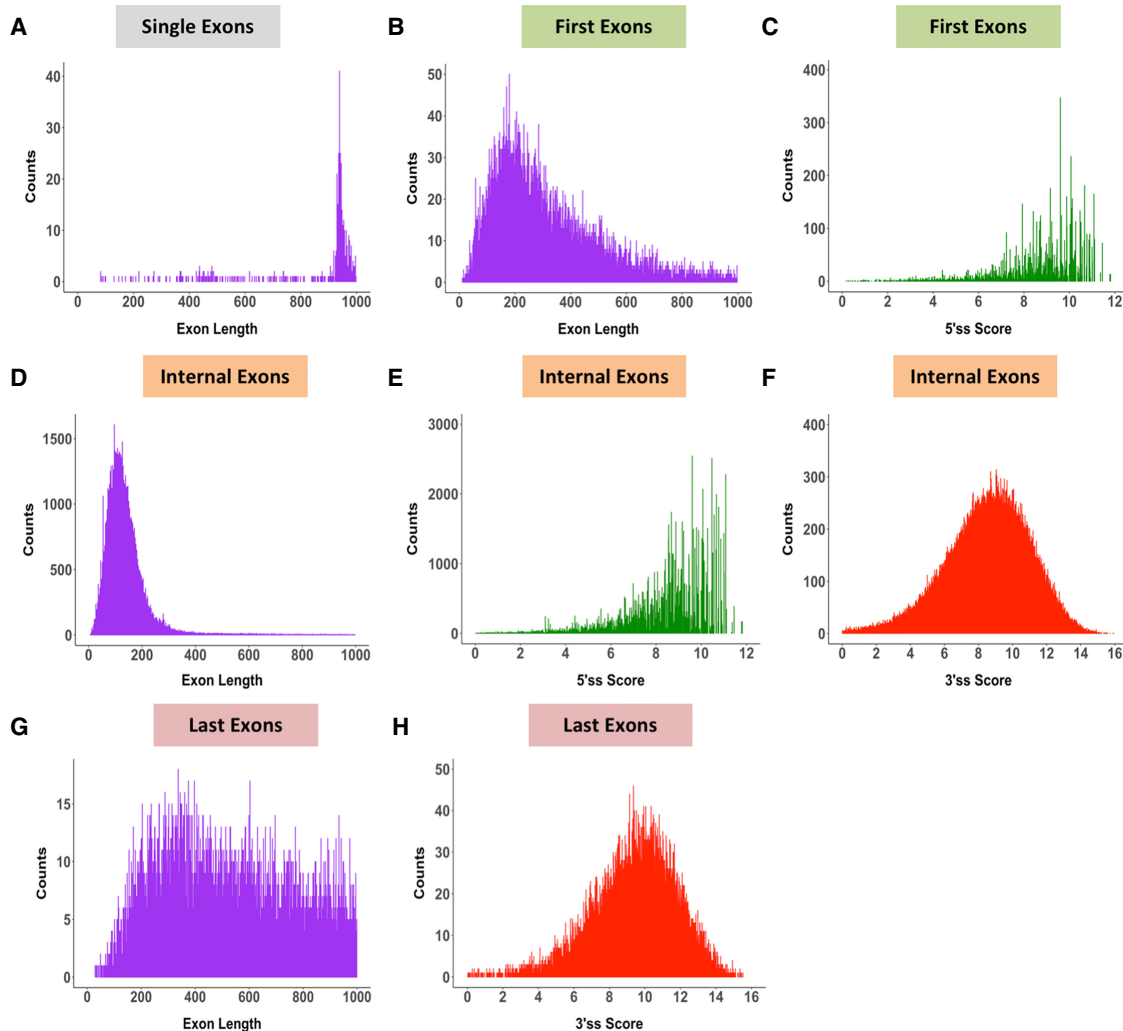 A
Single Exons
Counts
40
30
20
10
0
0 200 400 600 800 1000
Exon Length
B
First Exons
Counts
50
40
30
20
10
0
0 200 400 600 800 1000
Exon Length
C
First Exons
Counts
400
300
200
100
0
0 2 4 6 8 10 12
5'ss Score
D
Internal Exons
Counts
1500
1000
500
0
0 200 400 600 800 1000
Exon Length
E
Internal Exons
Counts
3000
2000
1000
0
0 2 4 6 8 10 12
5'ss Score
F
Internal Exons
Counts
400
300
200
100
0
0 2 4 6 8 10 12 14 16
3'ss Score
G
Last Exons
Counts
15
10
5
0
0 200 400 600 800 1000
Exon Length
H
Last Exons
Counts
50
40
30
20
10
0
0 2 4 6 8 10 12 14 16
3'ss Score